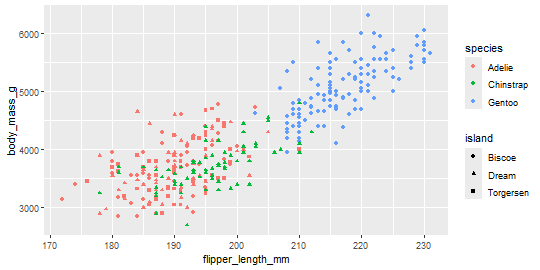 6000
5000
4000
3000
body_mass_g
170
180
190
200
210
220
230
flipper_length_mm
species
Adelie
Chinstrap
Gentoo
island
Biscoe
Dream
Torgersen